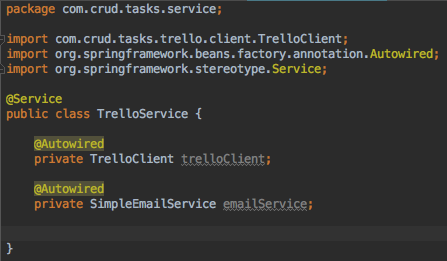 package com.crud.tasks.service;
import com.crud.tasks.trello.client.TrelloClient;
import org.springframework.beans.factory.annotation.Autowired;
import org.springframework.stereotype.Service;
@Service
public class TrelloService {
@Autowired
private TrelloClient trelloClient;
@Autowired
private SimpleEmailService emailService;
}